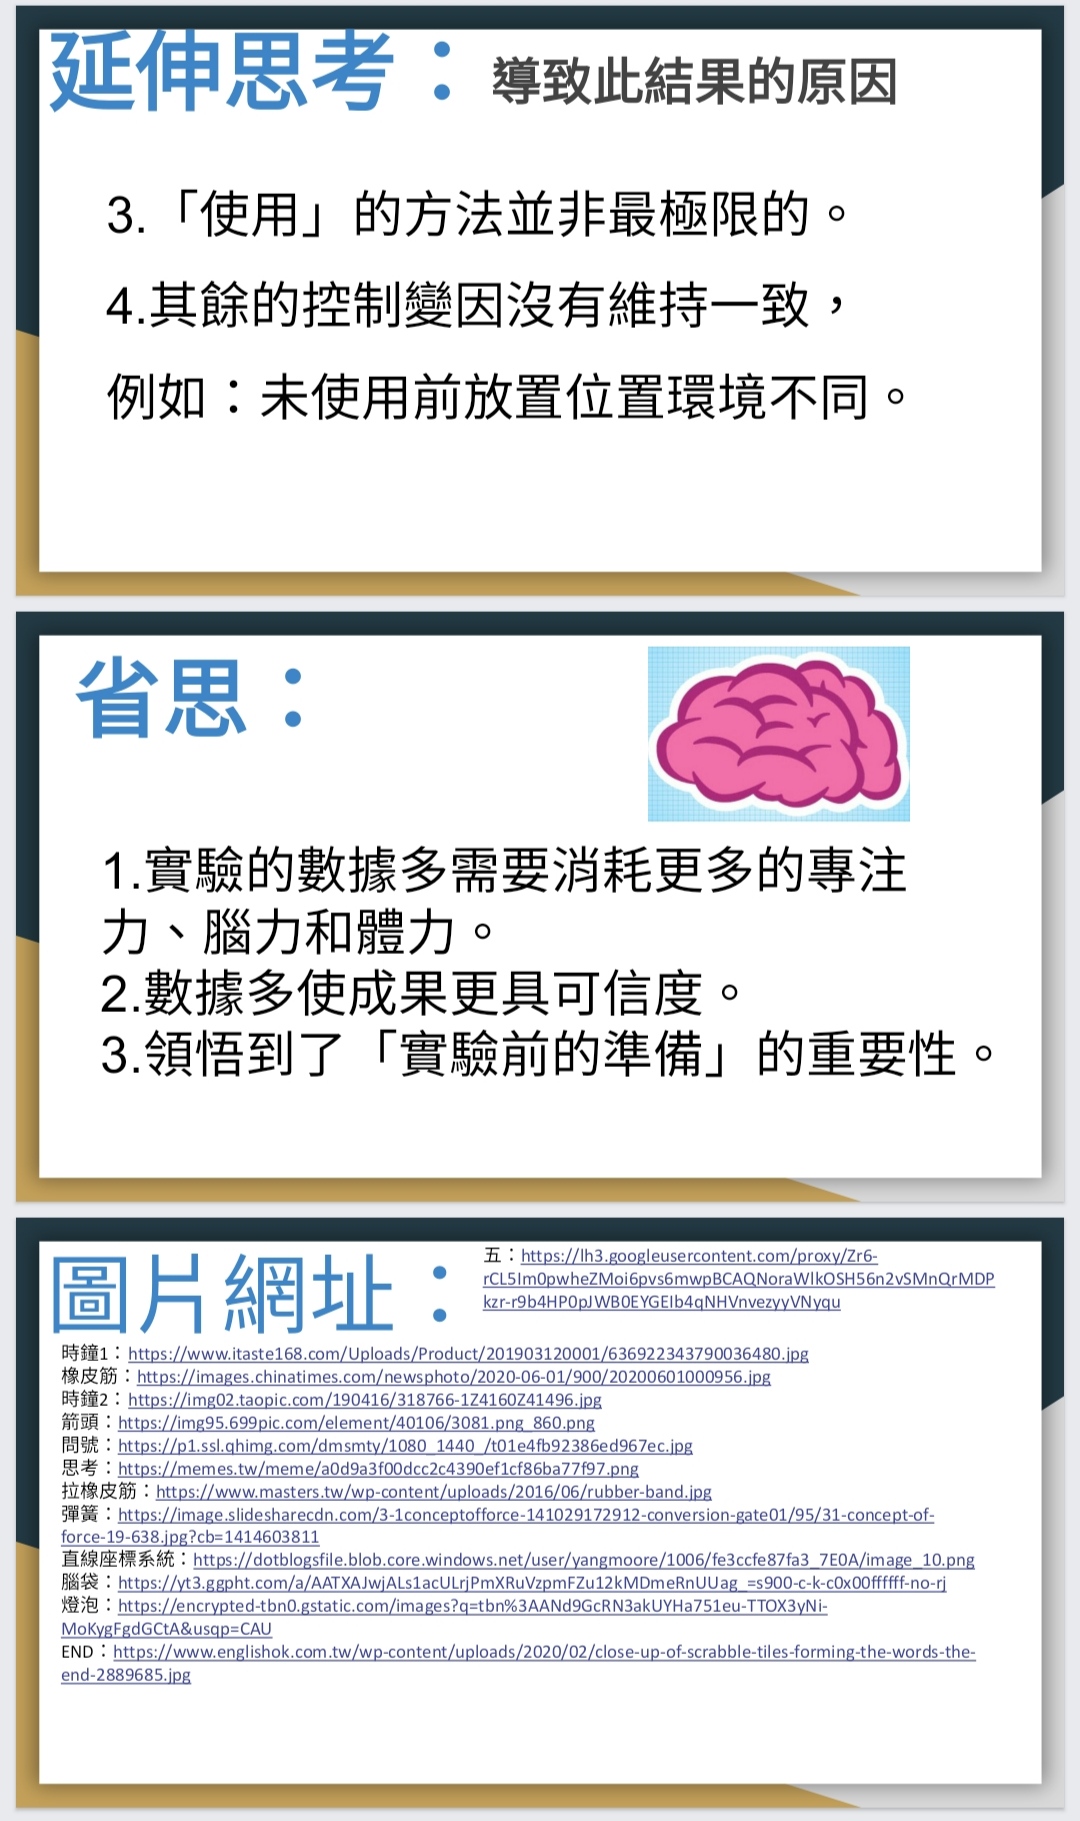 延伸思考：導致此結果的原因
3.「使用」的方法並非最極限的。
4.其餘的控制變因沒有維持一致，
例如：未使用前放置位置環境不同。
省思：
1.實驗的數據多需要消耗更多的專注
力、腦力和體力。
2.數據多使成果更具可信度。
3.領悟到了「實驗前的準備」的重要性。
圖片網址：
五：https://lh3.googleusercontent.com/proxy/Zr6-
rCL5Im0pwheZMoi6pvs6mwpBCAQNoraWlkOSH56n2vSMnQrMDP
kzr-r9b4HP0pJWB0EYGEIb4qNHVnvezyyVNyqu
時鐘1：https://www.itaste168.com/Uploads/Product/201903120001/636922343790036480.jpg
橡皮筋：https://images.chinatimes.com/newsphoto/2020-06-01/900/20200601000956.jpg
時鐘2：https://img02.taopic.com/190416/318766-1Z4160Z41496.jpg
箭頭：https://img95.699pic.com/element/40106/3081.png_860.png
問號：https://p1.ssl.qhimg.com/dmsmty/1080_1440_/t01e4fb92386ed967ec.jpg
思考：https://memes.tw/meme/a0d9a3f00dcc2c4390ef1cf86ba77f97.png
拉橡皮筋：https://www.masters.tw/wp-content/uploads/2016/06/rubber-band.jpg
彈簧：https://image.slidesharecdn.com/3-1conceptofforce-141029172912-conversion-gate01/95/31-concept-of-
force-19-638.jpg?cb=1414603811
直線座標系統：https://dotblogsfile.blob.core.windows.net/user/yangmoore/1006/fe3ccfe87fa3_7E0A/image_10.png
腦袋：https://yt3.ggpht.com/a/AATXAJwjALs1acULrjPmXRuVzpmFZu12kMDmeRnUUag_=s900-c-k-c0x00ffffff-no-rj
燈泡：https://encrypted-tbn0.gstatic.com/images?q=tbn%3AANd9GcRN3akUYHa751eu-TTOX3yNi-
MoKygFgdGCtA&usqp=CAU
END：https://www.englishok.com.tw/wp-content/uploads/2020/02/close-up-of-scrabble-tiles-forming-the-words-the-
end-2889685.jpg